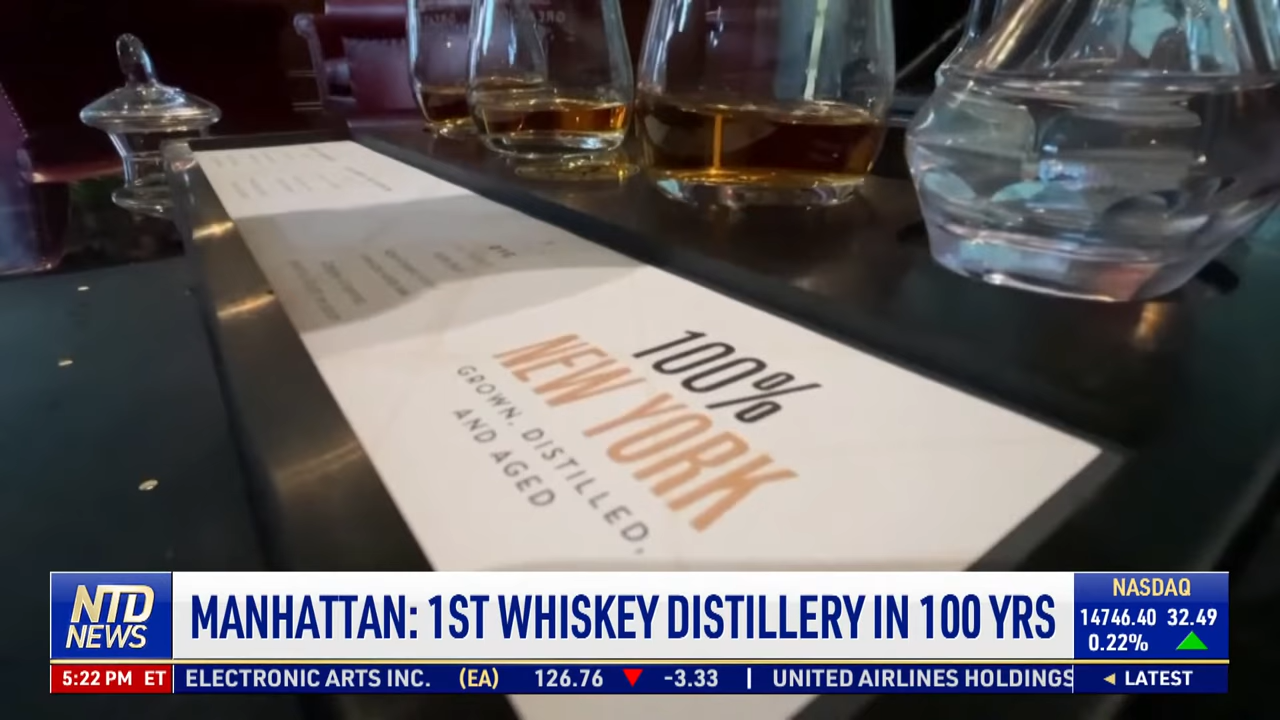 100%
NEW YORK
GROWN, DISTILLED,
AND AGED
NTD
NEWS
MANHATTAN: 1ST WHISKEY DISTILLERY IN 100 YRS
NASDAQ
14746.40 32.49
0.22%
5:22 PM ET
ELECTRONIC ARTS INC. (EA) 126.76 ▼ -3.33 | UNITED AIRLINES HOLDINGS
◄ LATEST